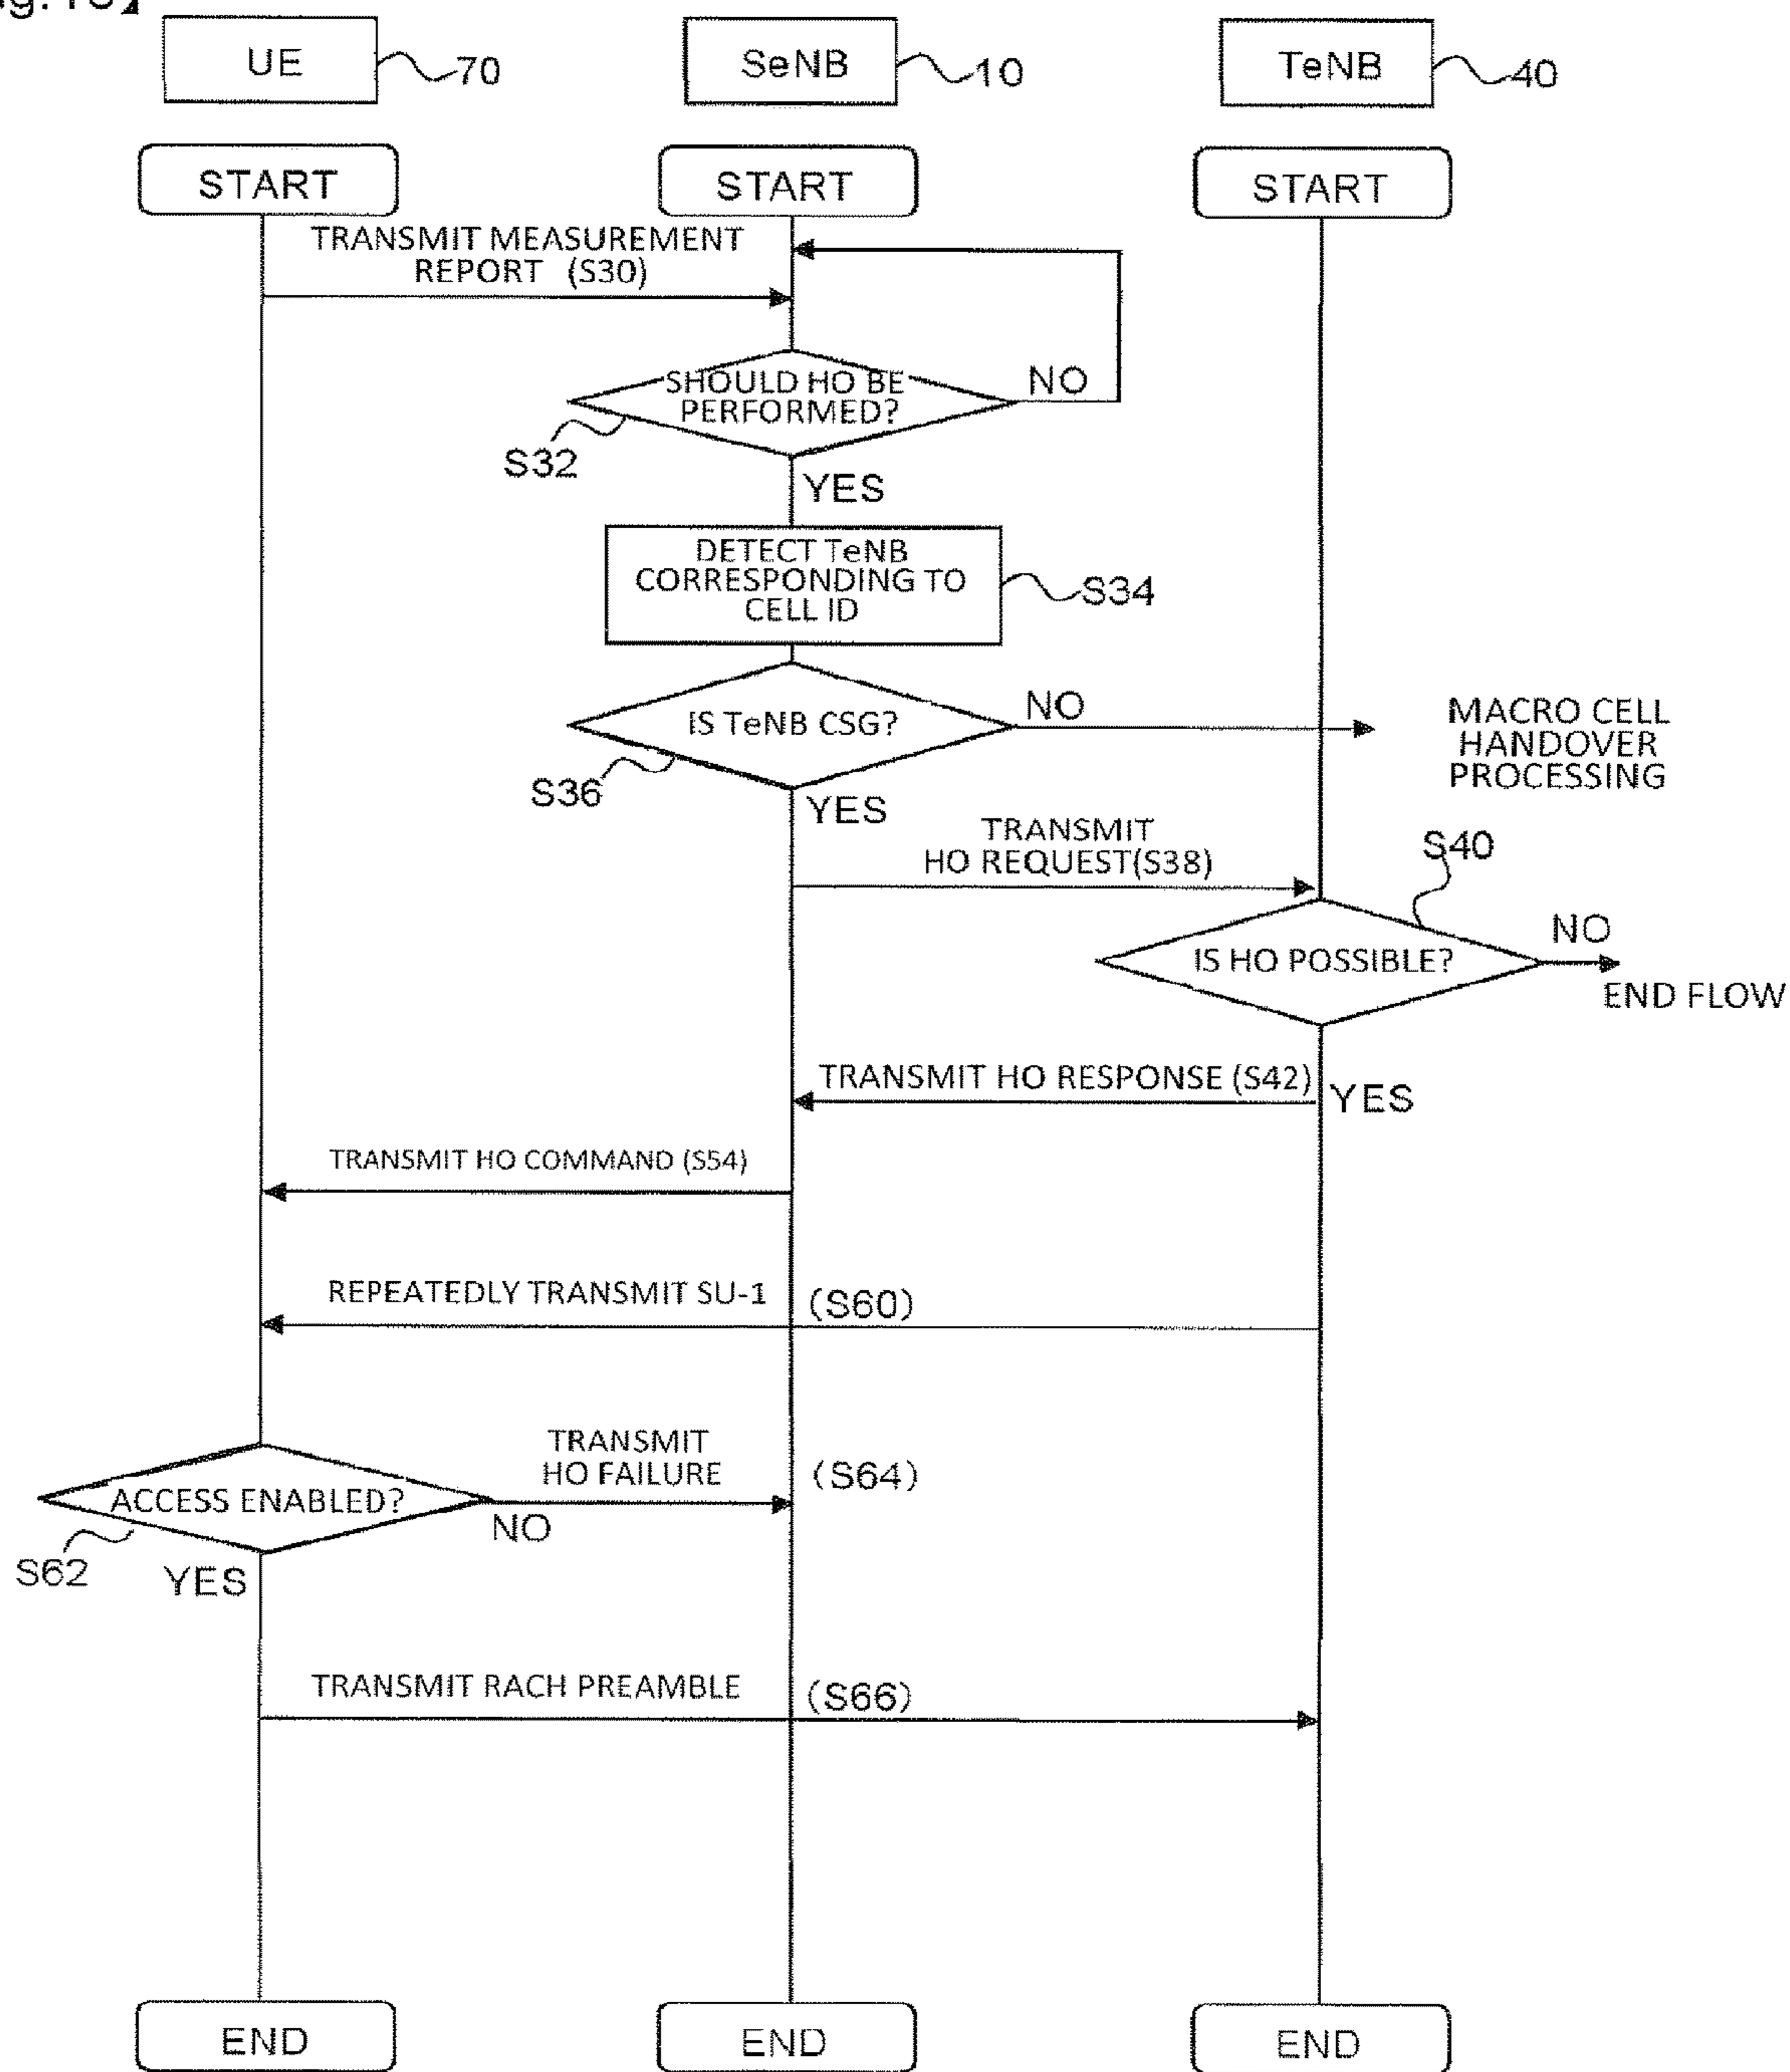 UE
70
SeNB
10
TeNB
40
START
START
START
TRANSMIT MEASUREMENT
REPORT (S30)
SHOULD HO BE
PERFORMED?
NO
S32
YES
DETECT TeNB
CORRESPONDING TO
CELL ID
S34
IS TeNB CSG?
NO
MACRO CELL
HANDOVER
PROCESSING
S36
YES
TRANSMIT
HO REQUEST(S38)
S40
IS HO POSSIBLE?
NO
END FLOW
TRANSMIT HO RESPONSE (S42)
YES
TRANSMIT HO COMMAND (S54)
REPEATEDLY TRANSMIT SU-1
(S60)
TRANSMIT
HO FAILURE
(S64)
ACCESS ENABLED?
NO
S62
YES
TRANSMIT RACH PREAMBLE
(S66)
END
END
END